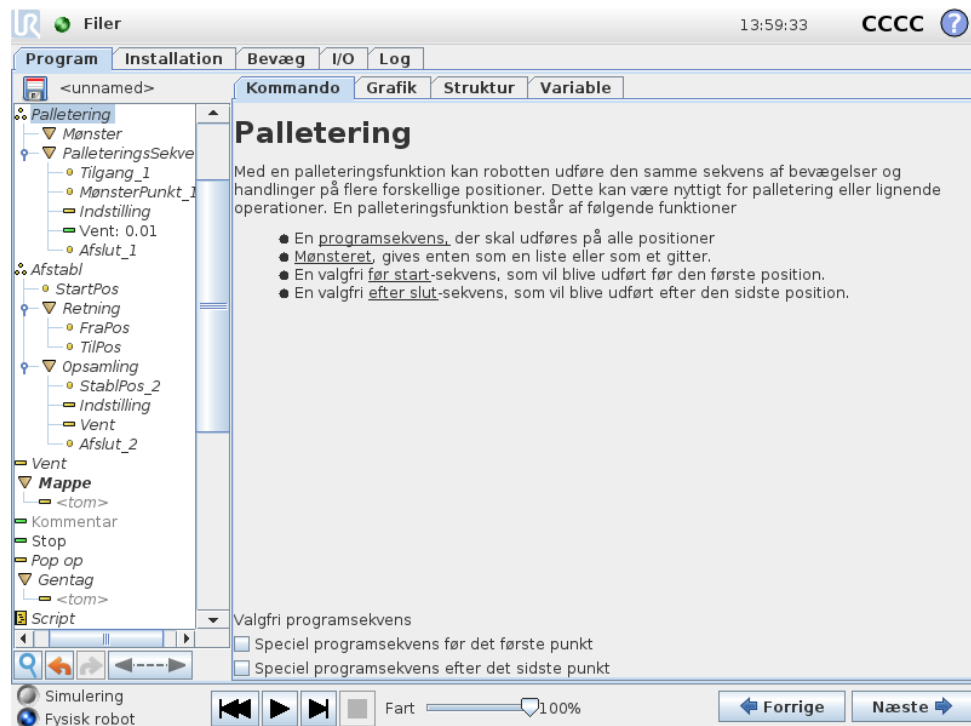 UR Filer 13:59:33 CCCC ?
Program Installation Bevæg I/O Log
<unnamed>
Kommando Grafik Struktur Variable
Palletering
Mønster
PalleteringsSekve
Tilgang_1
MønsterPunkt_1
Indstilling
Vent: 0.01
Afslut_1
Afstabl
StartPos
Retning
FraPos
TilPos
Opsamling
StablPos_2
Indstilling
Vent
Afslut_2
Vent
Mappe
<tom>
Kommentar
Stop
Pop op
Gentag
<tom>
Script
Palletering
Med en palleteringsfunktion kan robotten udføre den samme sekvens af bevægelser og
handlinger på flere forskellige positioner. Dette kan være nyttigt for palletering eller lignende
operationer. En palleteringsfunktion består af følgende funktioner
En programsekvens, der skal udføres på alle positioner
Mønsteret, gives enten som en liste eller som et gitter.
En valgfri før start-sekvens, som vil blive udført før den første position.
En valgfri efter slut-sekvens, som vil blive udført efter den sidste position.
Valgfri programsekvens
Speciel programsekvens før det første punkt
Speciel programsekvens efter det sidste punkt
Simulering
Fysisk robot
Fart 100%
Forrige Næste